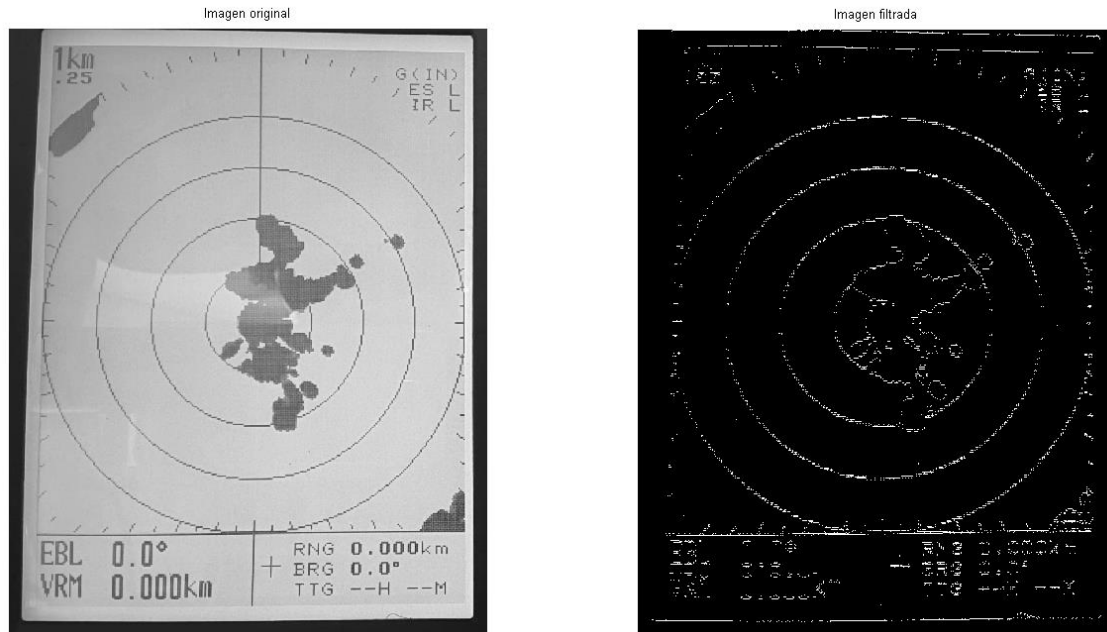 Imagen original
Imagen filtrada
1km
.25
G(IN)
ES L
IR L
EBL 0.0°
VRM 0.000km
RNG 0.000km
BRG 0.0°
TTG --H --M